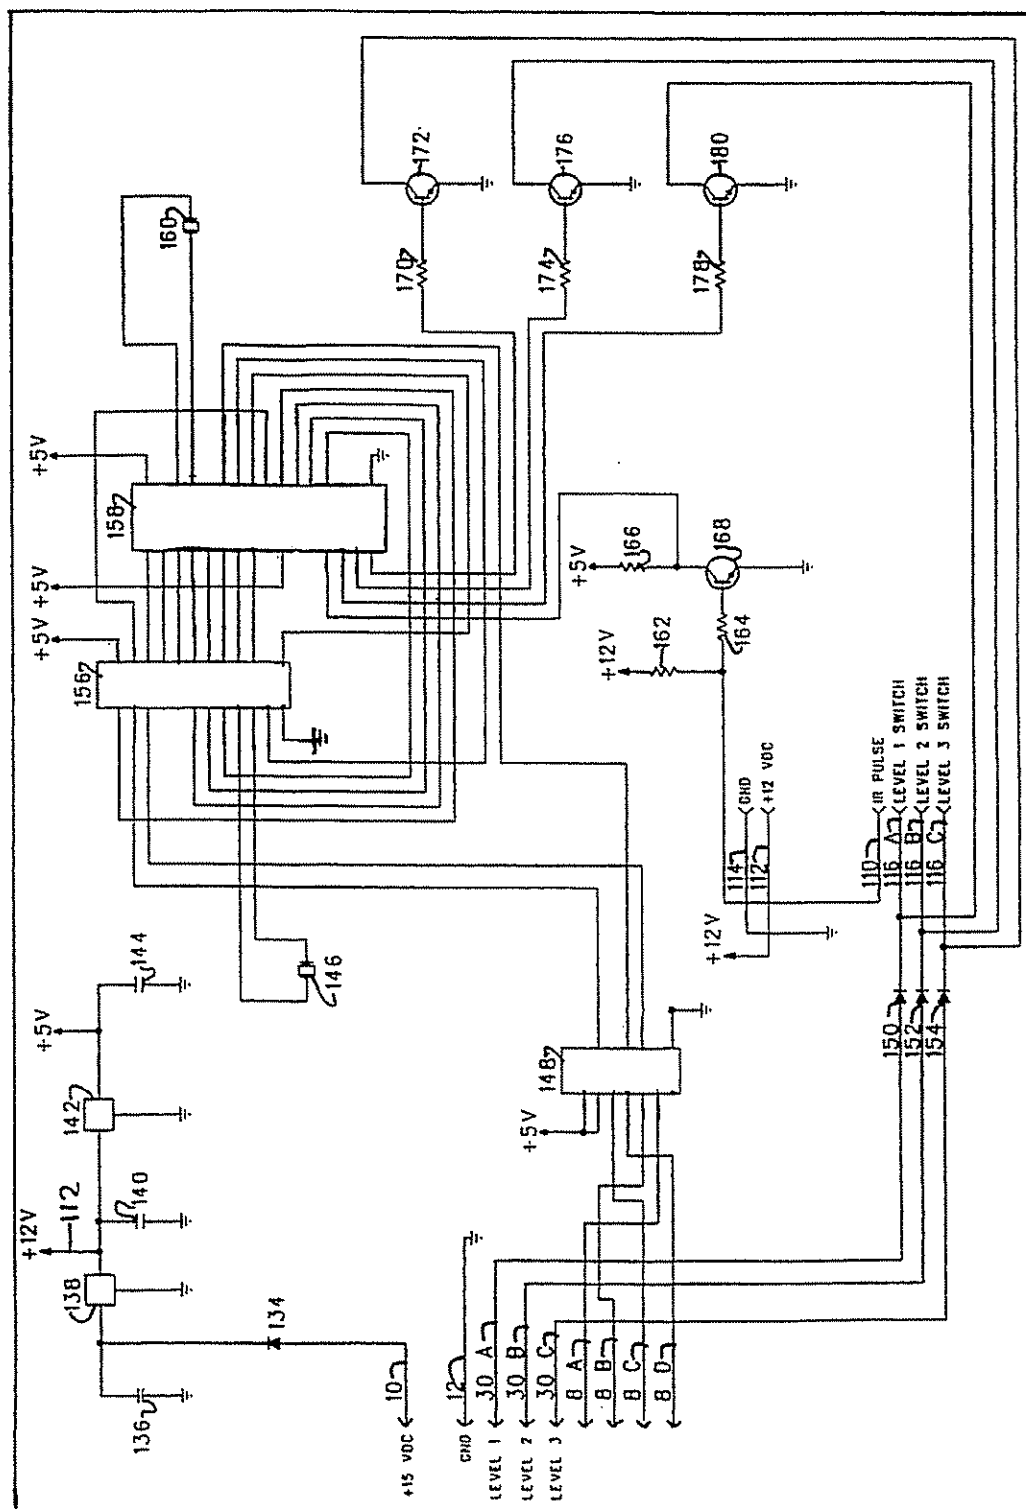 172
176
180
160
170
174
178
+5V
158
+5V
+5V
156
+5V
166
168
+12V
162
164
GND
+12 VDC
114
112
+12V
IR PULSE
LEVEL 1 SWITCH
LEVEL 2 SWITCH
LEVEL 3 SWITCH
110
116 A
116 B
116 C
144
146
+5V
142
148
+5V
150
152
154
+12V
112
140
138
134
136
10
+15 VDC
12
GND
30 A
LEVEL 1
30 B
LEVEL 2
30 C
LEVEL 3
8 A
8 B
8 C
8 D